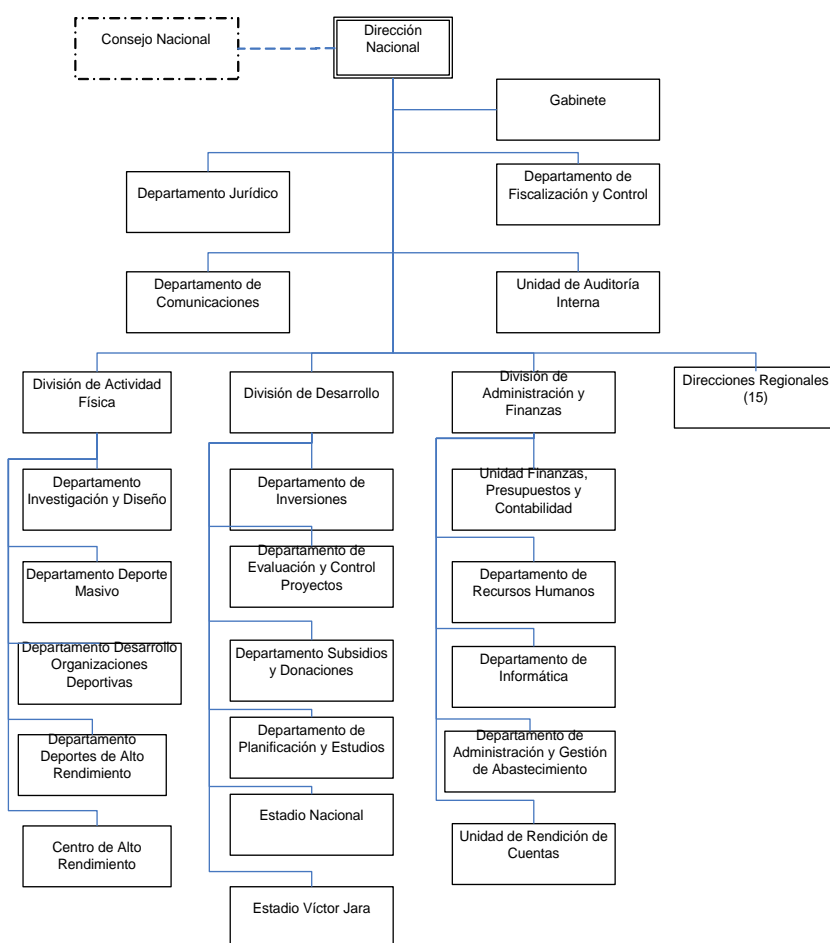 Consejo Nacional
Dirección
Nacional
Gabinete
Departamento Jurídico
Departamento de
Fiscalización y Control
Departamento de
Comunicaciones
Unidad de Auditoría
Interna
División de Actividad
Física
División de Desarrollo
División de
Administración y
Finanzas
Direcciones Regionales
(15)
Departamento
Investigación y Diseño
Departamento de
Inversiones
Unidad Finanzas,
Presupuestos y
Contabilidad
Departamento Deporte
Masivo
Departamento de
Evaluación y Control
Proyectos
Departamento de
Recursos Humanos
Departamento Desarrollo
Organizaciones
Deportivas
Departamento Subsidios
y Donaciones
Departamento de
Informática
Departamento
Deportes de Alto
Rendimiento
Departamento de
Planificación y Estudios
Departamento de
Administración y Gestión
de Abastecimiento
Centro de Alto
Rendimiento
Estadio Nacional
Unidad de Rendición de
Cuentas
Estadio Víctor Jara